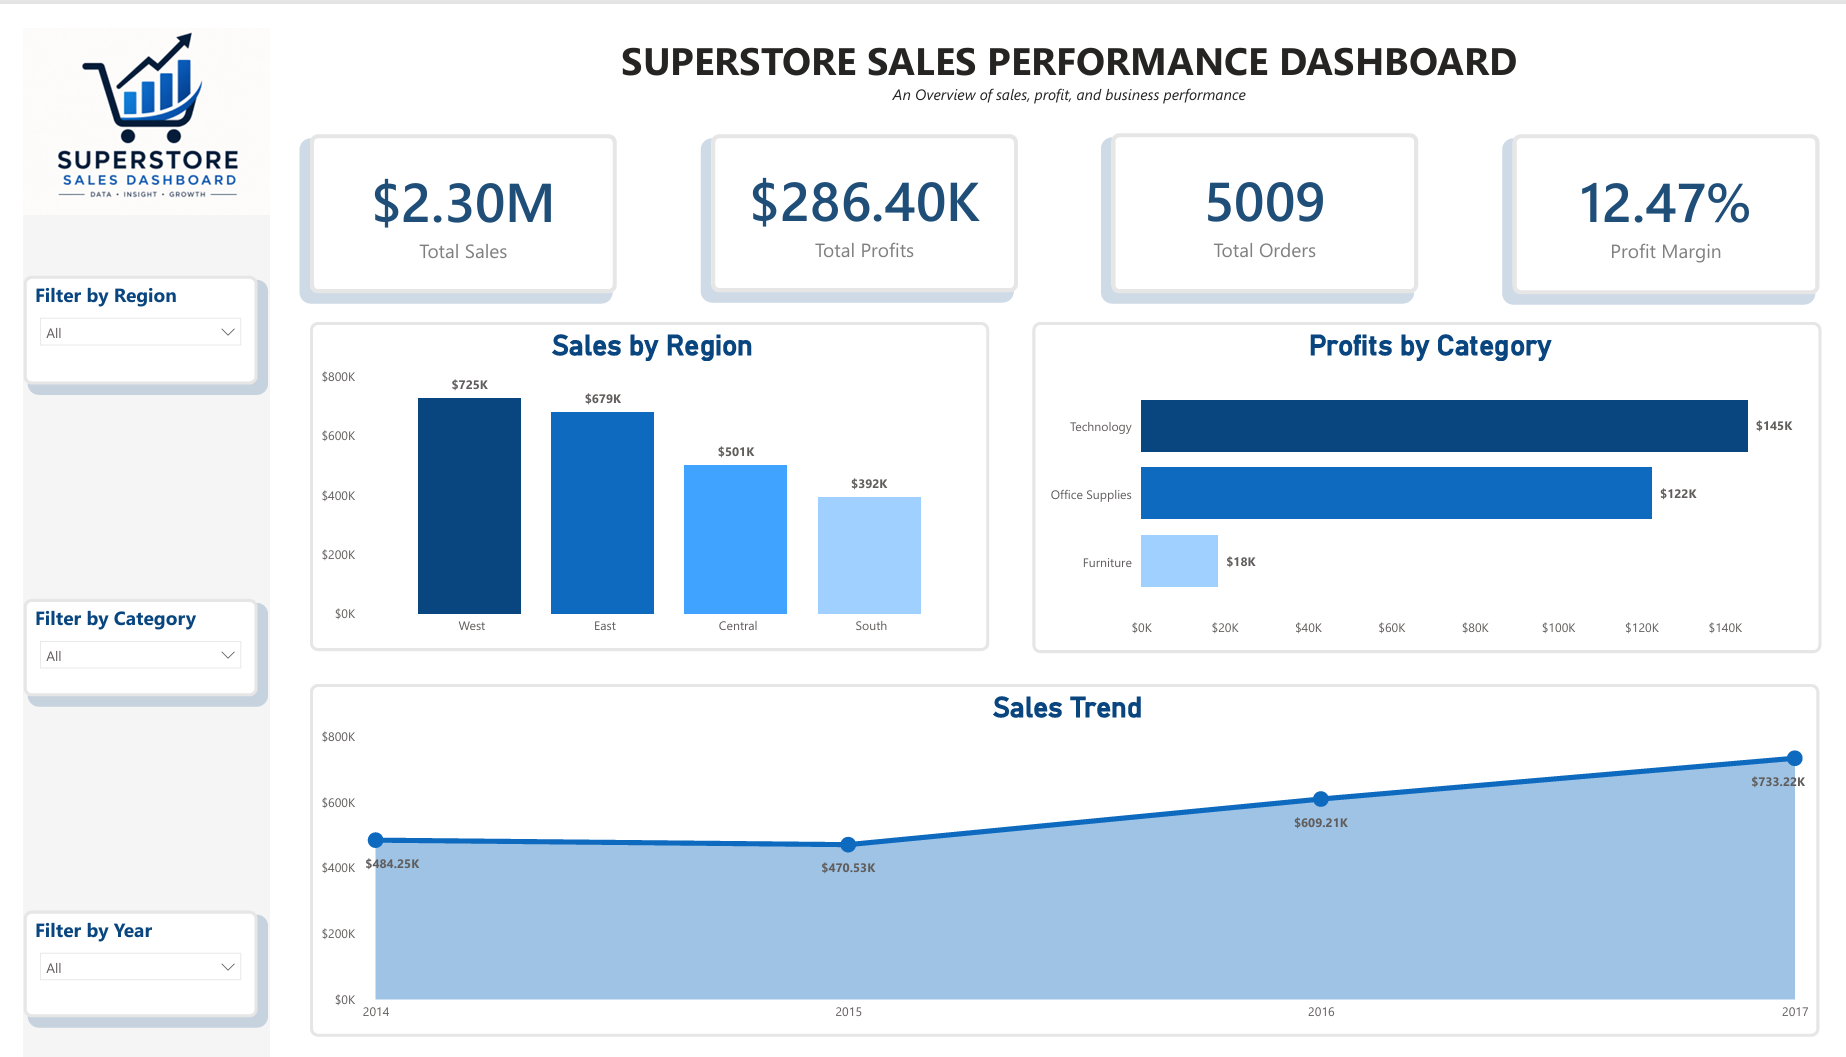 SUPERSTORE
SALES DASHBOARD
DATA • INSIGHT • GROWTH
Filter by Region
All
Filter by Category
All
Filter by Year
All
SUPERSTORE SALES PERFORMANCE DASHBOARD
An Overview of sales, profit, and business performance
$2.30M
Total Sales
$286.40K
Total Profits
5009
Total Orders
12.47%
Profit Margin
Sales by Region
$800K
$600K
$400K
$200K
$0K
$725K
$679K
$501K
$392K
West East Central South
Profits by Category
Technology $145K
Office Supplies $122K
Furniture $18K
$0K $20K $40K $60K $80K $100K $120K $140K
Sales Trend
$800K
$600K
$400K
$200K
$0K
$484.25K
$470.53K
$609.21K
$733.22K
2014 2015 2016 2017